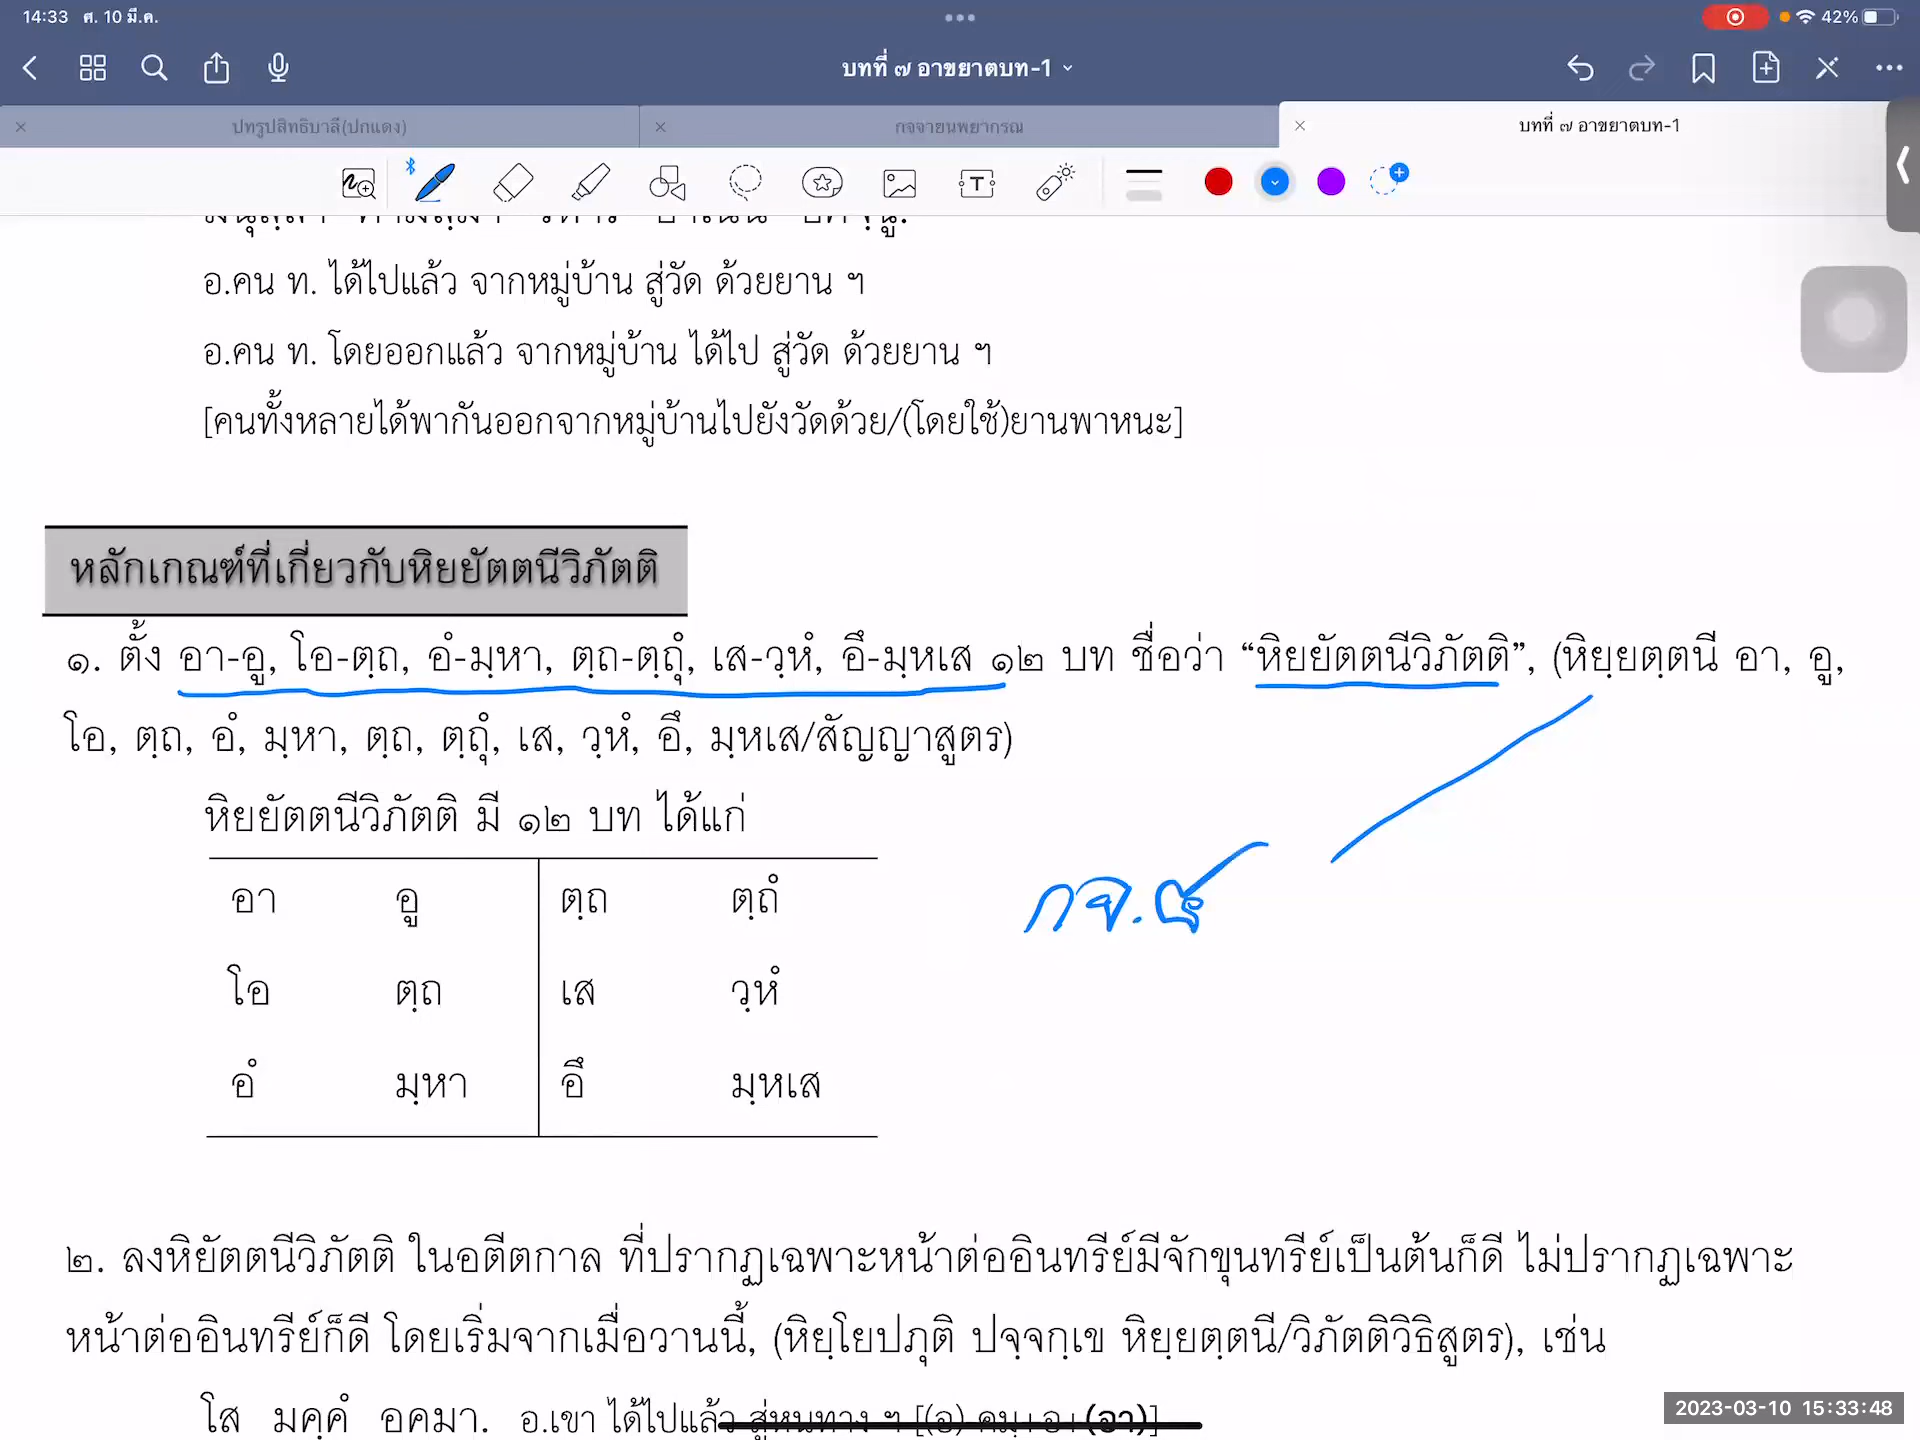 14:33 ศ. 10 มี.ค.
42%
บทที่ ๗ อาขยาตบท-1
ปทรูปสิทธิบาลี(ปกแดง)
กจจายนพยากรณ
บทที่ ๗ อาขยาตบท-1
อ.คน ท. ได้ไปแล้ว จากหมู่บ้าน สู่วัด ด้วยยาน ฯ
อ.คน ท. โดยออกแล้ว จากหมู่บ้าน ได้ไป สู่วัด ด้วยยาน ฯ
[คนทั้งหลายได้พากันออกจากหมู่บ้านไปยังวัดด้วย/(โดยใช้)ยานพาหนะ]
หลักเกณฑ์ที่เกี่ยวกับหิยยัตตนีวิภัตติ
๑. ตั้ง อา-อู, โอ-ตฺถ, อํ-มฺหา, ตฺถ-ตฺถุํ, เส-วฺหํ, อึ-มฺหเส ๑๒ บท ชื่อว่า “หิยยัตตนีวิภัตติ”, (หิยฺยตฺตนี อา, อู,
โอ, ตฺถ, อํ, มฺหา, ตฺถ, ตฺถุํ, เส, วฺหํ, อึ, มฺหเส/สัญญาสูตร)
หิยยัตตนีวิภัตติ มี ๑๒ บท ได้แก่
อา อู ตฺถ ตฺถํ
โอ ตฺถ เส วฺหํ
อํ มฺหา อึ มฺหเส
กจ.
๒. ลงหิยัตตนีวิภัตติ ในอตีตกาล ที่ปรากฏเฉพาะหน้าต่ออินทรีย์มีจักขุนทรีย์เป็นต้นก็ดี ไม่ปรากฏเฉพาะ
หน้าต่ออินทรีย์ก็ดี โดยเริ่มจากเมื่อวานนี้, (หิยฺโยปภุติ ปจฺจกฺเข หิยฺยตฺตนี/วิภัตติวิธิสูตร), เช่น
โส มคฺคํ อคมา. อ.เขา ได้ไปแล้ว สู่หนทาง ฯ [(อ) คมฺ+อ+(อา)]
2023-03-10 15:33:48